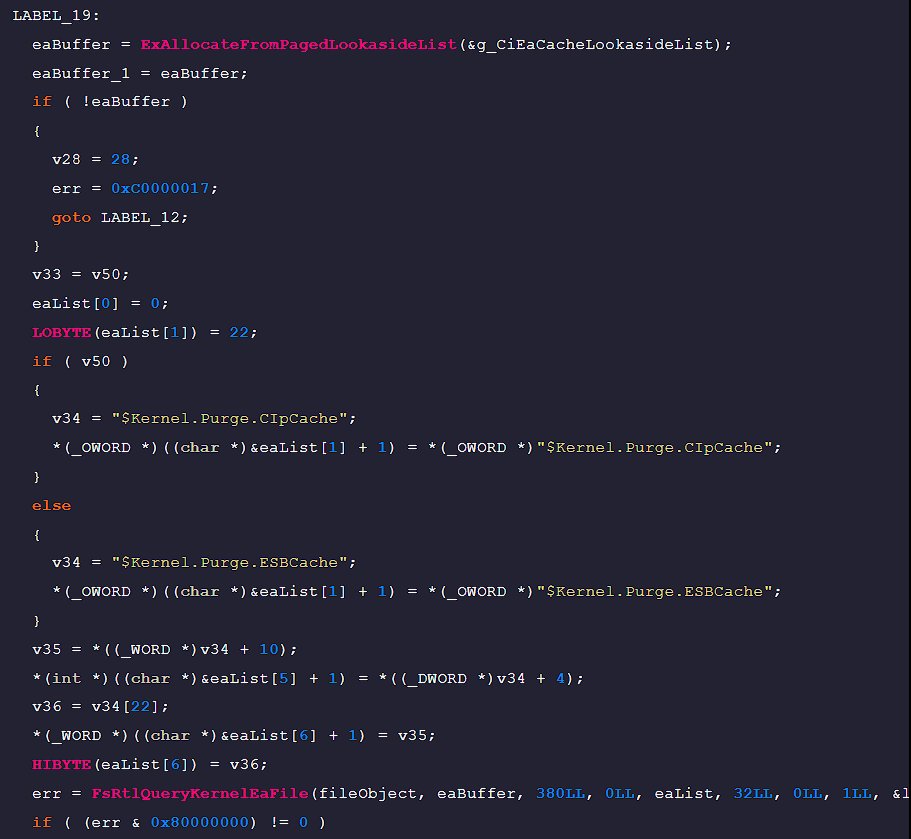 LABEL_19:
eaBuffer = ExAllocateFromPagedLookasideList(&g_CiEaCacheLookasideList);
eaBuffer_1 = eaBuffer;
if ( !eaBuffer )
{
v28 = 28;
err = 0xC0000017;
goto LABEL_12;
}
v33 = v50;
eaList[0] = 0;
LOBYTE(eaList[1]) = 22;
if ( v50 )
{
v34 = "$Kernel.Purge.CIpCache";
*(_OWORD *)((char *)&eaList[1] + 1) = *(_OWORD *)"$Kernel.Purge.CIpCache";
}
else
{
v34 = "$Kernel.Purge.ESBCache";
*(_OWORD *)((char *)&eaList[1] + 1) = *(_OWORD *)"$Kernel.Purge.ESBCache";
}
v35 = *((_WORD *)v34 + 10);
*(int *)((char *)&eaList[5] + 1) = *((_DWORD *)v34 + 4);
v36 = v34[22];
*(_WORD *)((char *)&eaList[6] + 1) = v35;
HIBYTE(eaList[6]) = v36;
err = FsRtlQueryKernelEaFile(fileObject, eaBuffer, 380LL, 0LL, eaList, 32LL, 0LL, 1LL, &l
if ( (err & 0x80000000) != 0 )